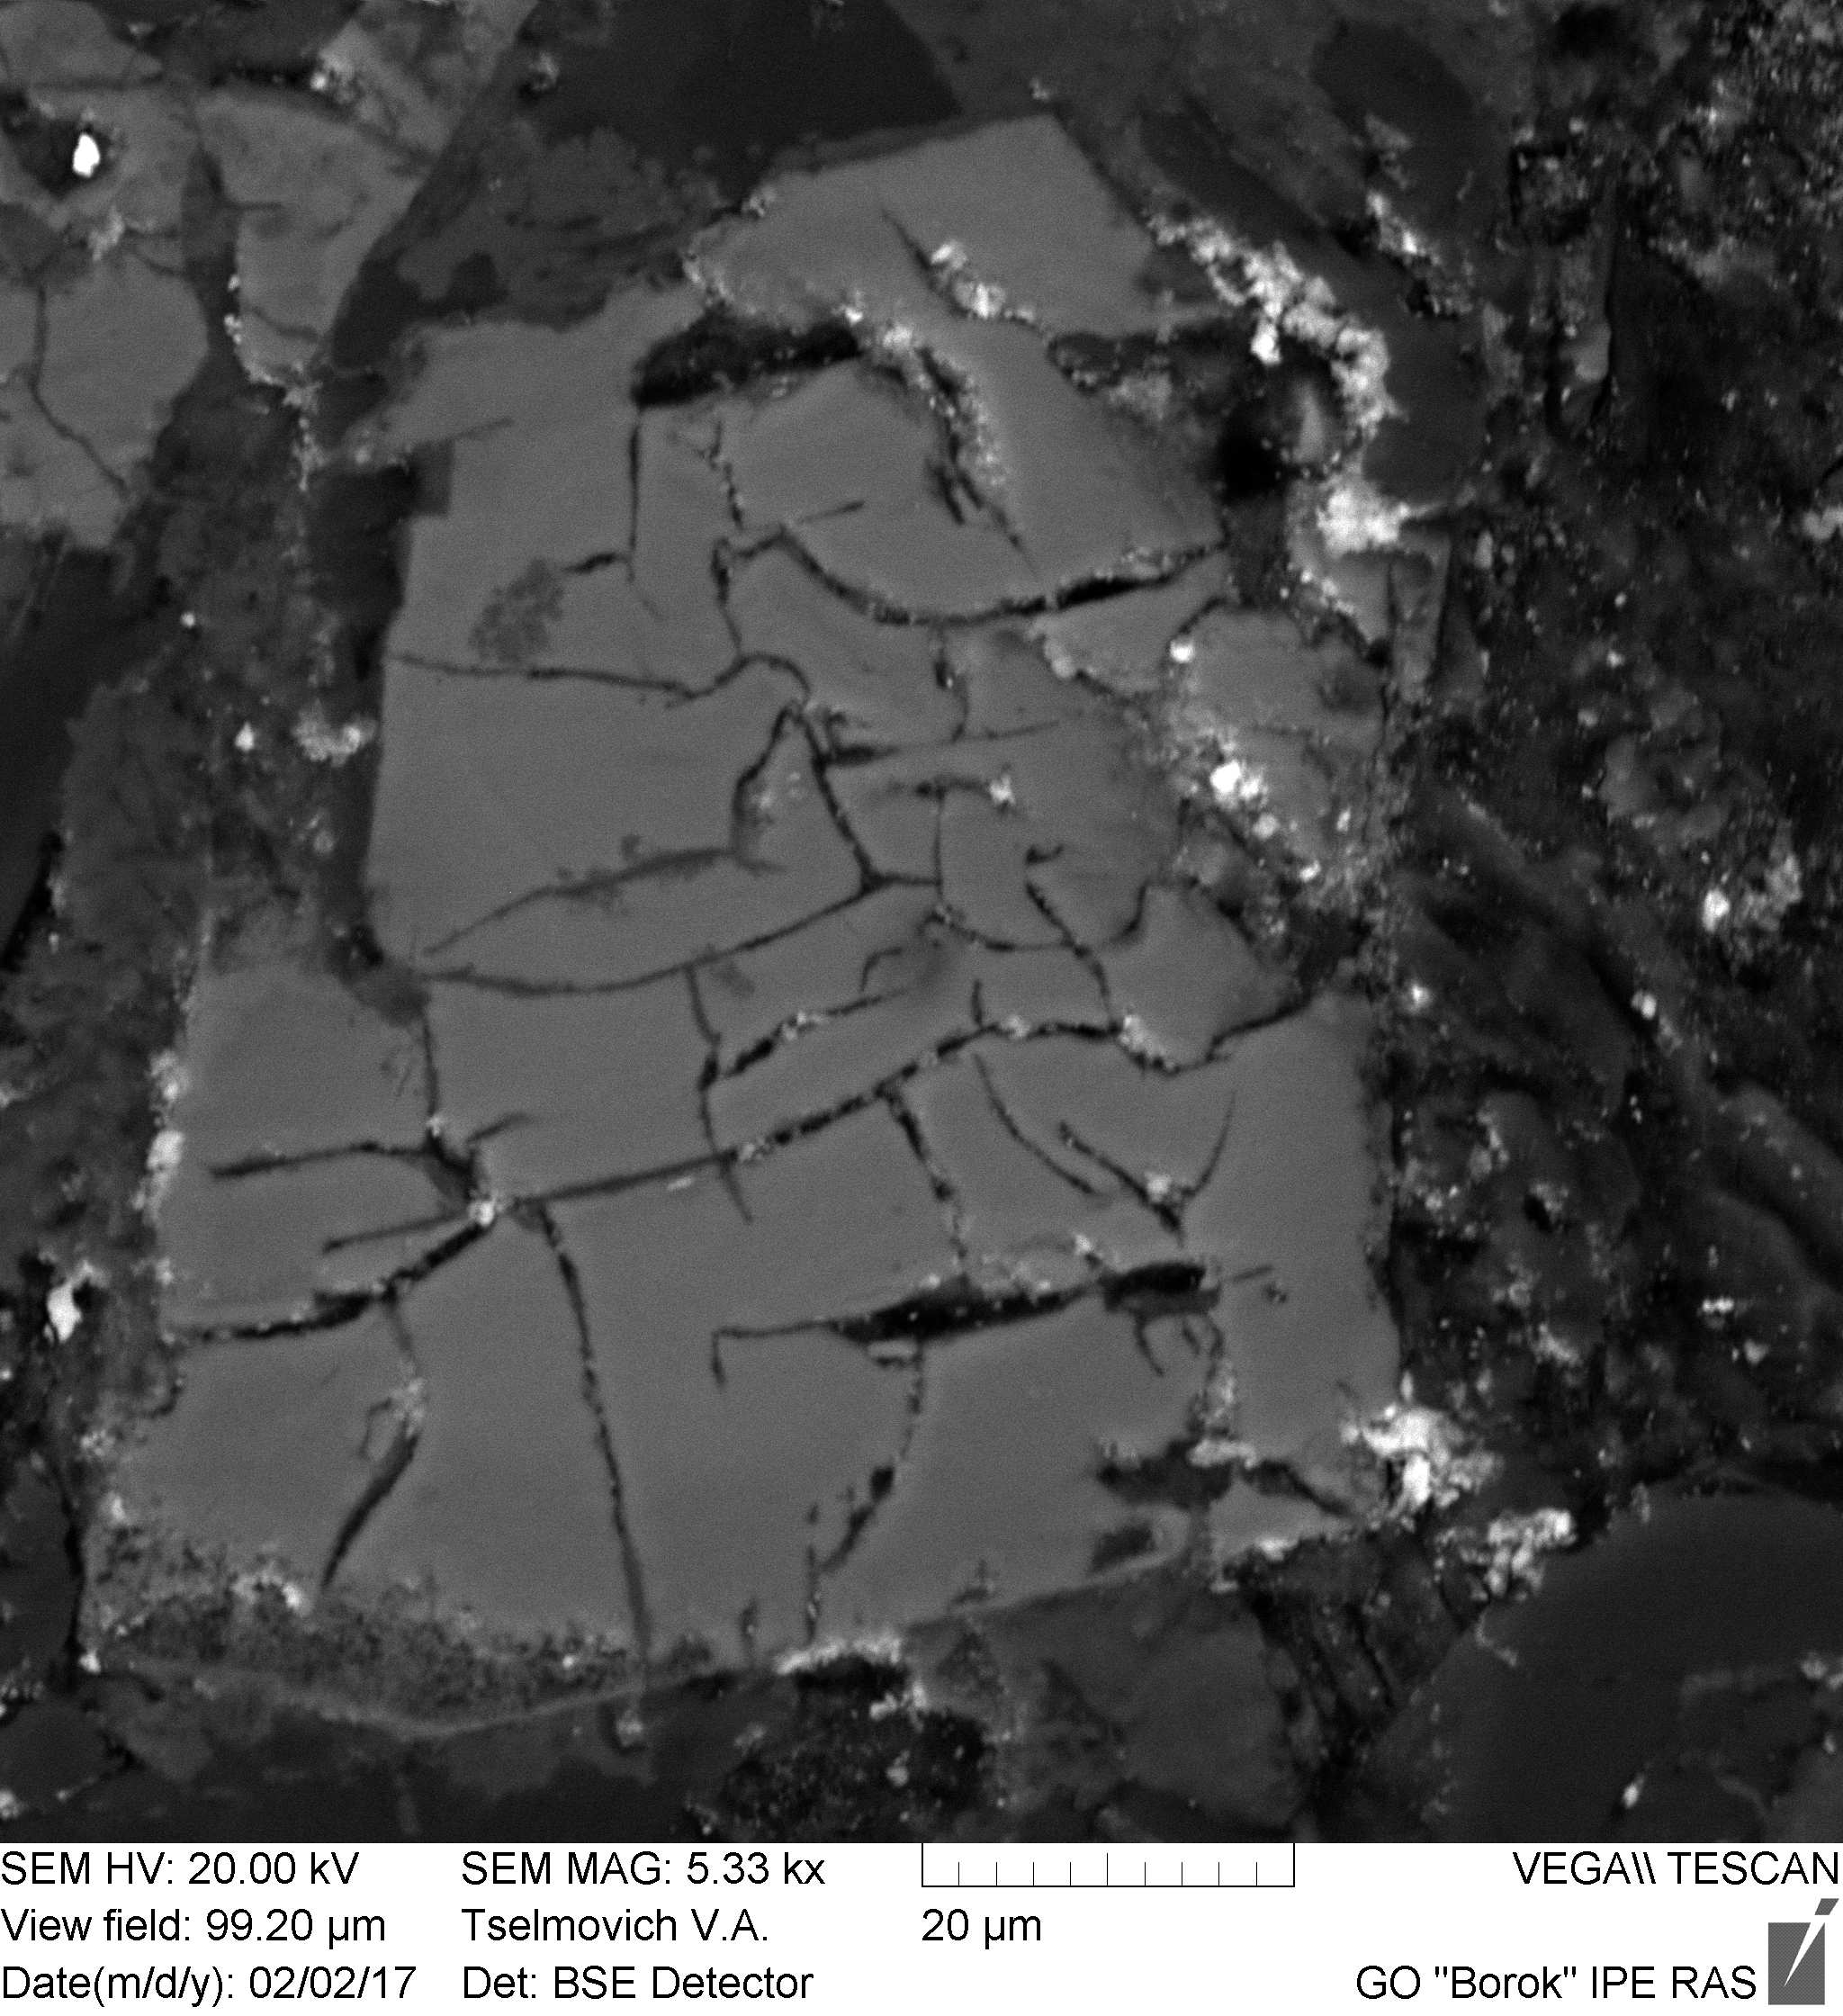 SEM HV: 20.00 kV SEM MAG: 5.33 kx VEGA\\ TESCAN
View field: 99.20 µm Tselmovich V.A. 20 µm
Date(m/d/y): 02/02/17 Det: BSE Detector GO "Borok" IPE RAS